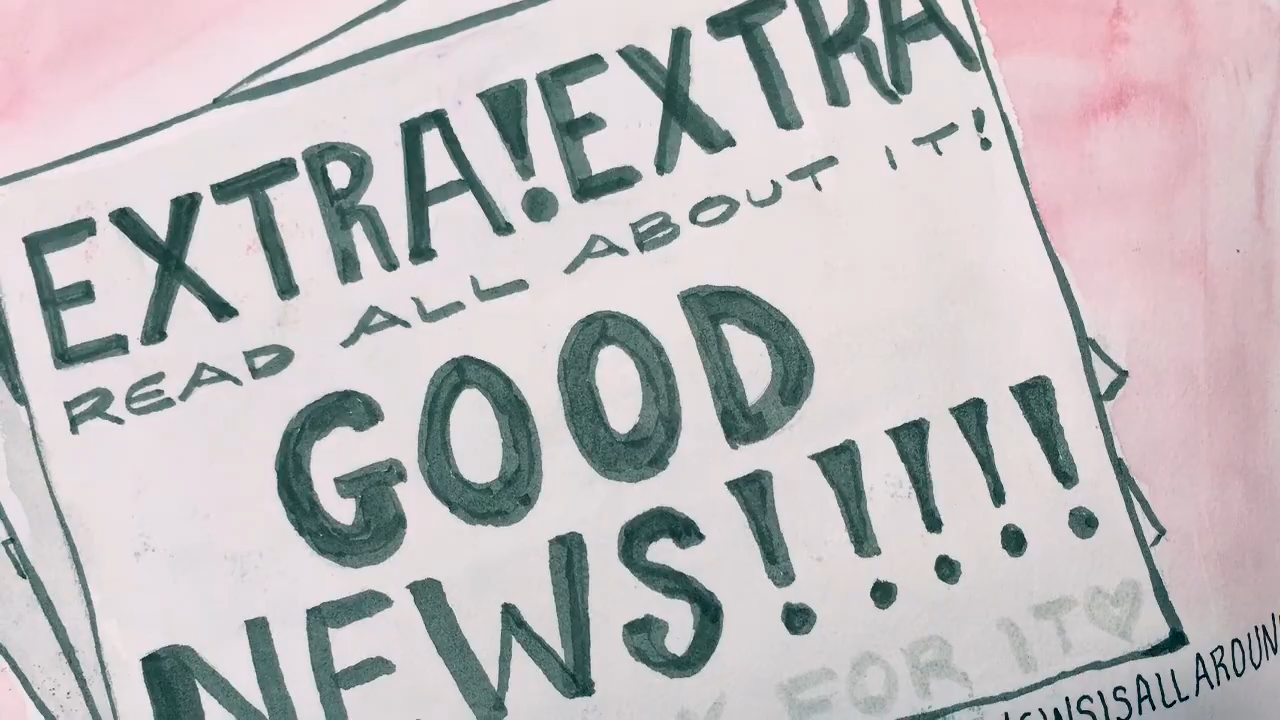 EXTRA! EXTRA
READ ALL ABOUT IT!
GOOD
NEWS!!!!!
FOR IT♡